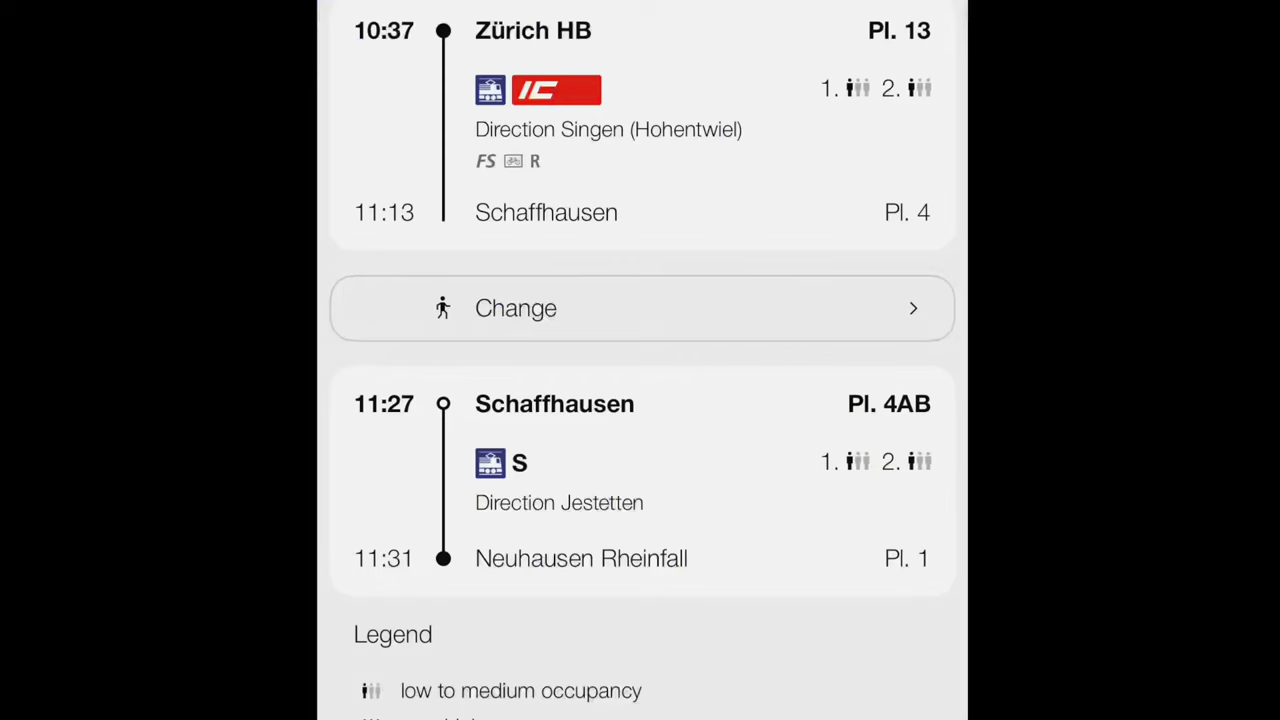 10:37 Zürich HB Pl. 13
IC 1. 2.
Direction Singen (Hohentwiel)
FS R
11:13 Schaffhausen Pl. 4
Change
11:27 Schaffhausen Pl. 4AB
S 1. 2.
Direction Jestetten
11:31 Neuhausen Rheinfall Pl. 1
Legend
low to medium occupancy